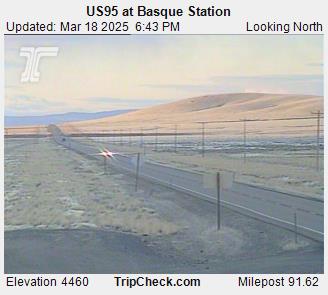 US95 at Basque Station
Updated: Mar 18 2025 6:43 PM Looking North
Elevation 4460 TripCheck.com Milepost 91.62